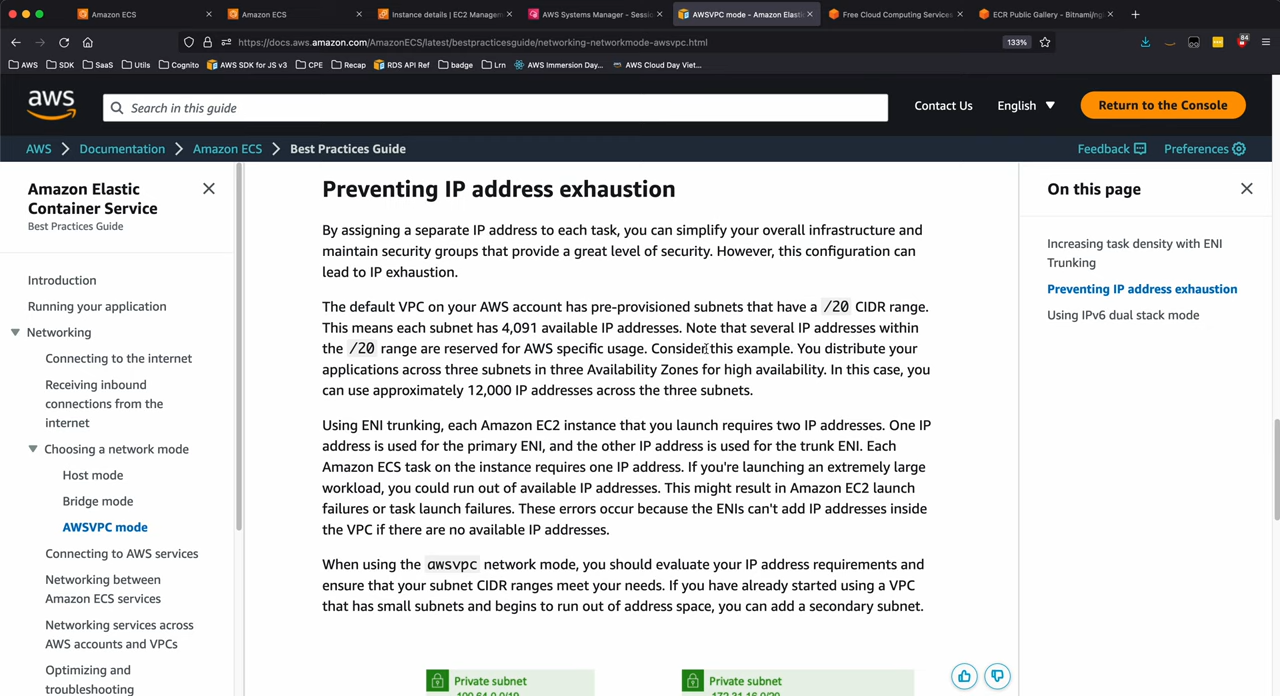 Amazon ECS
Amazon ECS
Instance details | EC2 Managem
AWS Systems Manager - Sessio
AWSVPC mode - Amazon Elasti
Free Cloud Computing Services
ECR Public Gallery - Bitnami/ng
https://docs.aws.amazon.com/AmazonECS/latest/bestpracticesguide/networking-networkmode-awsvpc.html
133%
84
AWS
SDK
SaaS
Utils
Cognito
AWS SDK for JS v3
CPE
Recap
RDS API Ref
badge
Lrn
AWS Immersion Day...
AWS Cloud Day Viet...
aws
Search in this guide
Contact Us
English
Return to the Console
AWS
Documentation
Amazon ECS
Best Practices Guide
Feedback
Preferences
Amazon Elastic
Container Service
Best Practices Guide
Introduction
Running your application
Networking
Connecting to the internet
Receiving inbound
connections from the
internet
Choosing a network mode
Host mode
Bridge mode
AWSVPC mode
Connecting to AWS services
Networking between
Amazon ECS services
Networking services across
AWS accounts and VPCs
Optimizing and
troubleshooting
Preventing IP address exhaustion
By assigning a separate IP address to each task, you can simplify your overall infrastructure and
maintain security groups that provide a great level of security. However, this configuration can
lead to IP exhaustion.
The default VPC on your AWS account has pre-provisioned subnets that have a /20 CIDR range.
This means each subnet has 4,091 available IP addresses. Note that several IP addresses within
the /20 range are reserved for AWS specific usage. Consider this example. You distribute your
applications across three subnets in three Availability Zones for high availability. In this case, you
can use approximately 12,000 IP addresses across the three subnets.
Using ENI trunking, each Amazon EC2 instance that you launch requires two IP addresses. One IP
address is used for the primary ENI, and the other IP address is used for the trunk ENI. Each
Amazon ECS task on the instance requires one IP address. If you're launching an extremely large
workload, you could run out of available IP addresses. This might result in Amazon EC2 launch
failures or task launch failures. These errors occur because the ENIs can't add IP addresses inside
the VPC if there are no available IP addresses.
When using the awsvpc network mode, you should evaluate your IP address requirements and
ensure that your subnet CIDR ranges meet your needs. If you have already started using a VPC
that has small subnets and begins to run out of address space, you can add a secondary subnet.
Private subnet
Private subnet
On this page
Increasing task density with ENI
Trunking
Preventing IP address exhaustion
Using IPv6 dual stack mode